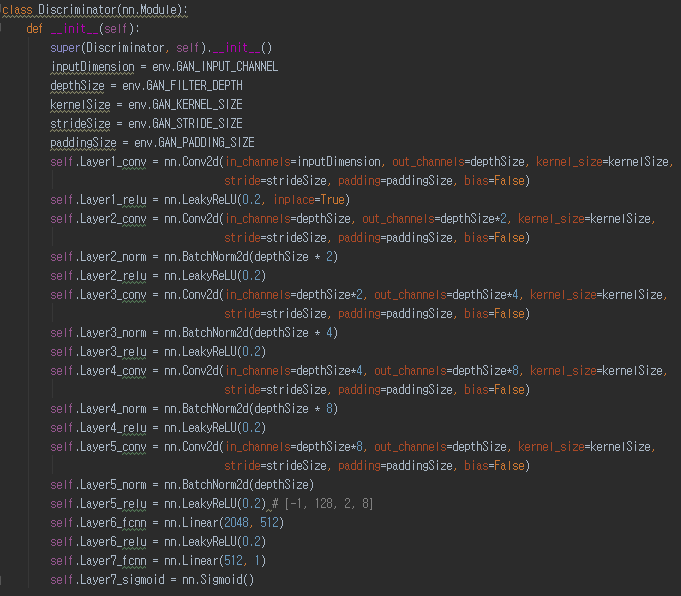 class Discriminator(nn.Module):
    def __init__(self):
        super(Discriminator, self).__init__()
        inputDimension = env.GAN_INPUT_CHANNEL
        depthSize = env.GAN_FILTER_DEPTH
        kernelSize = env.GAN_KERNEL_SIZE
        strideSize = env.GAN_STRIDE_SIZE
        paddingSize = env.GAN_PADDING_SIZE
        self.Layer1_conv = nn.Conv2d(in_channels=inputDimension, out_channels=depthSize, kernel_size=kernelSize,
                                     stride=strideSize, padding=paddingSize, bias=False)
        self.Layer1_relu = nn.LeakyReLU(0.2, inplace=True)
        self.Layer2_conv = nn.Conv2d(in_channels=depthSize, out_channels=depthSize*2, kernel_size=kernelSize,
                                     stride=strideSize, padding=paddingSize, bias=False)
        self.Layer2_norm = nn.BatchNorm2d(depthSize * 2)
        self.Layer2_relu = nn.LeakyReLU(0.2)
        self.Layer3_conv = nn.Conv2d(in_channels=depthSize*2, out_channels=depthSize*4, kernel_size=kernelSize,
                                     stride=strideSize, padding=paddingSize, bias=False)
        self.Layer3_norm = nn.BatchNorm2d(depthSize * 4)
        self.Layer3_relu = nn.LeakyReLU(0.2)
        self.Layer4_conv = nn.Conv2d(in_channels=depthSize*4, out_channels=depthSize*8, kernel_size=kernelSize,
                                     stride=strideSize, padding=paddingSize, bias=False)
        self.Layer4_norm = nn.BatchNorm2d(depthSize * 8)
        self.Layer4_relu = nn.LeakyReLU(0.2)
        self.Layer5_conv = nn.Conv2d(in_channels=depthSize*8, out_channels=depthSize, kernel_size=kernelSize,
                                     stride=strideSize, padding=paddingSize, bias=False)
        self.Layer5_norm = nn.BatchNorm2d(depthSize)
        self.Layer5_relu = nn.LeakyReLU(0.2) # [-1, 128, 2, 8]
        self.Layer6_fcnn = nn.Linear(2048, 512)
        self.Layer6_relu = nn.LeakyReLU(0.2)
        self.Layer7_fcnn = nn.Linear(512, 1)
        self.Layer7_sigmoid = nn.Sigmoid()